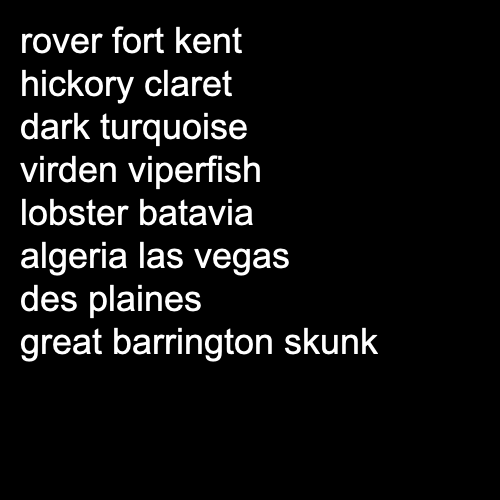 rover fort kent
hickory claret
dark turquoise
virden viperfish
lobster batavia
algeria las vegas
des plaines
great barrington skunk